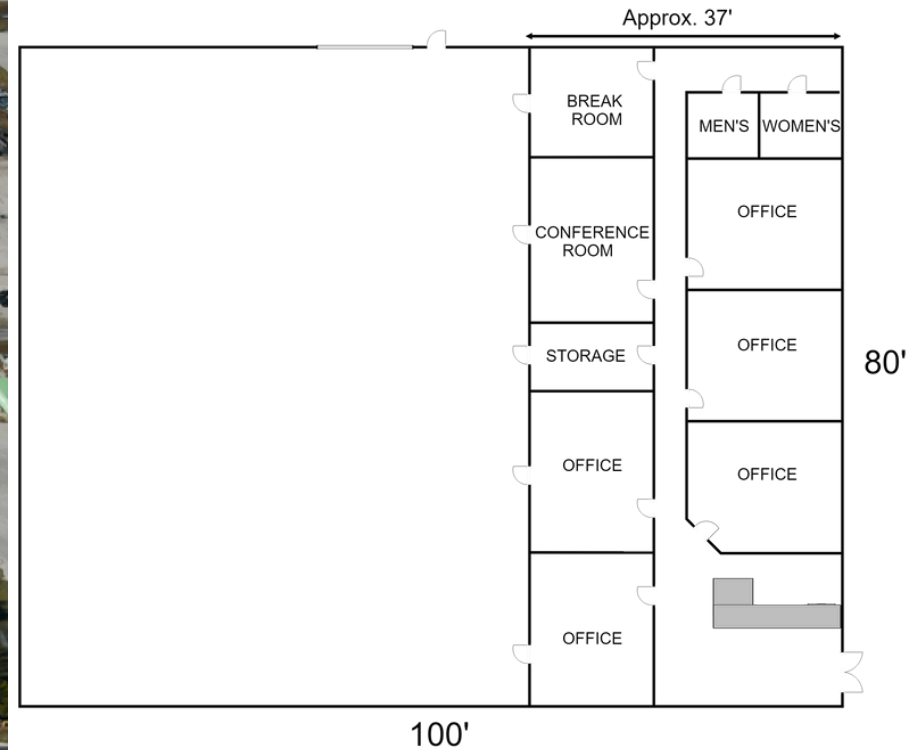 Approx. 37'
BREAK
ROOM
MEN'S
WOMEN'S
OFFICE
CONFERENCE
ROOM
OFFICE
STORAGE
80'
OFFICE
OFFICE
OFFICE
100'